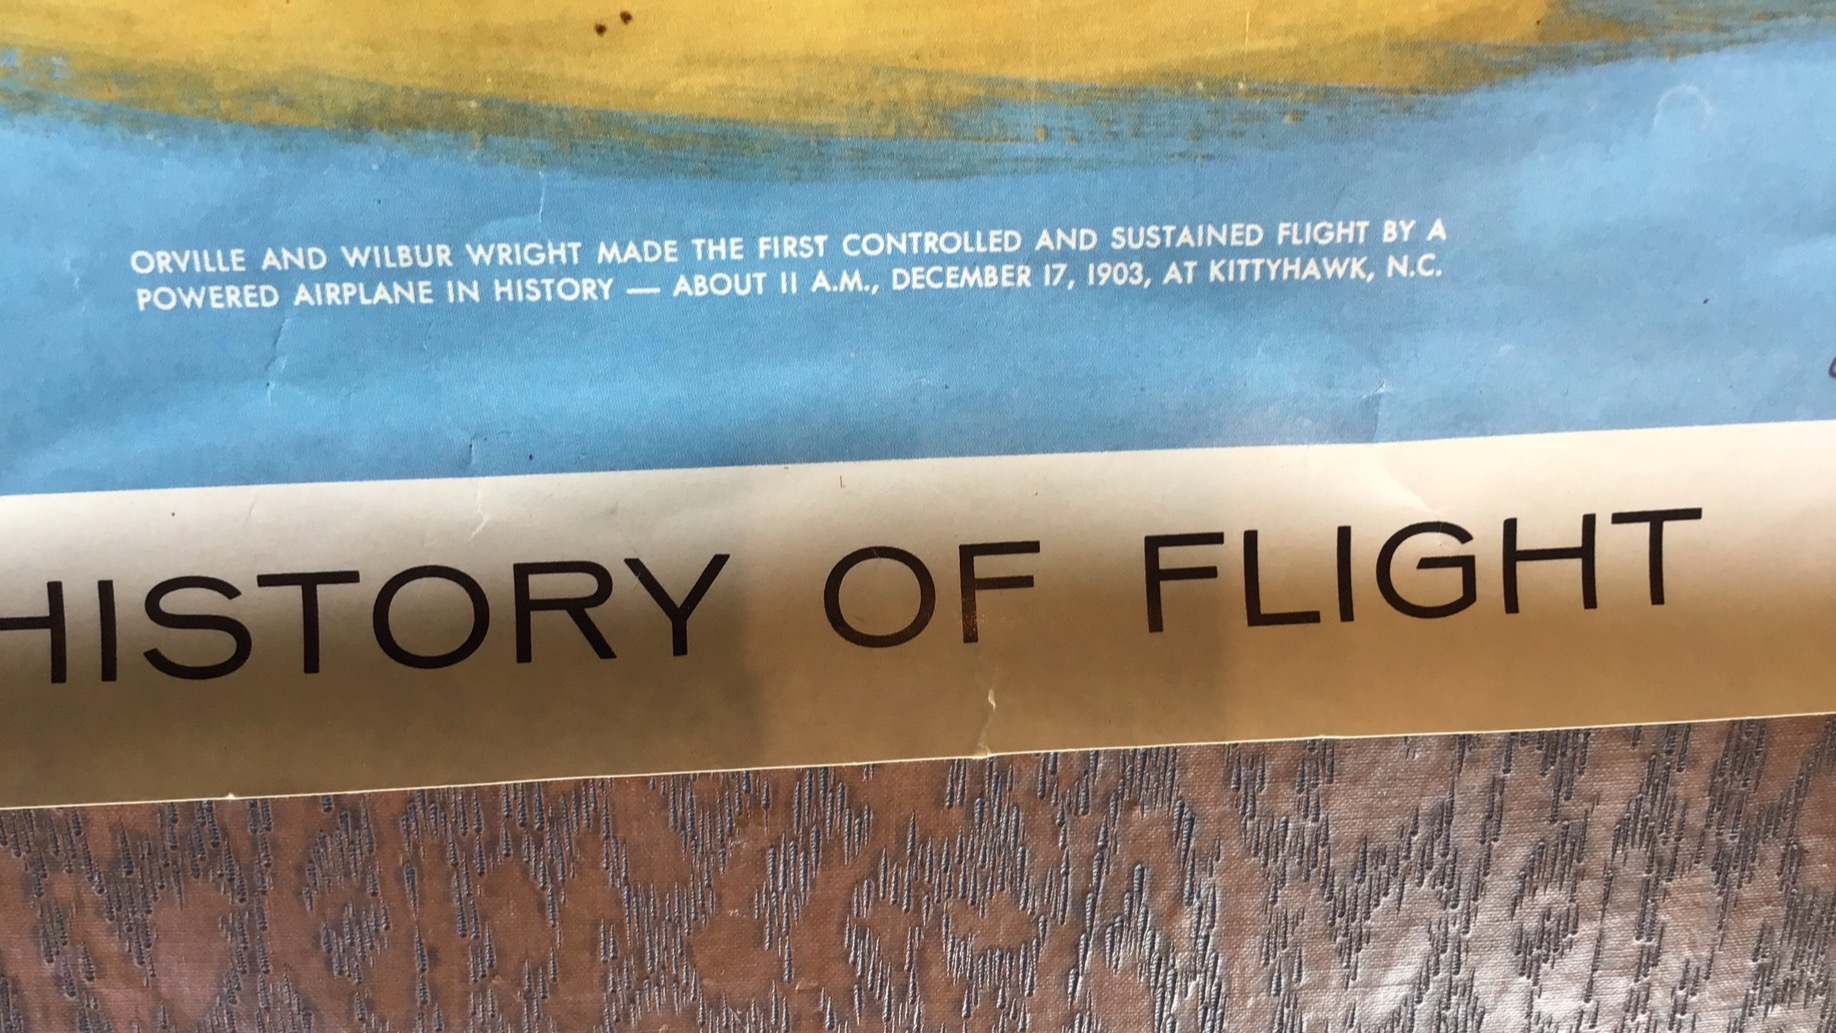 ORVILLE AND WILBUR WRIGHT MADE THE FIRST CONTROLLED AND SUSTAINED FLIGHT BY A
POWERED AIRPLANE IN HISTORY — ABOUT 11 A.M., DECEMBER 17, 1903, AT KITTYHAWK, N.C.
HISTORY OF FLIGHT